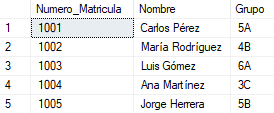 Numero_Matricula Nombre Grupo
1 1001 Carlos Pérez 5A
2 1002 María Rodríguez 4B
3 1003 Luis Gómez 6A
4 1004 Ana Martínez 3C
5 1005 Jorge Herrera 5B